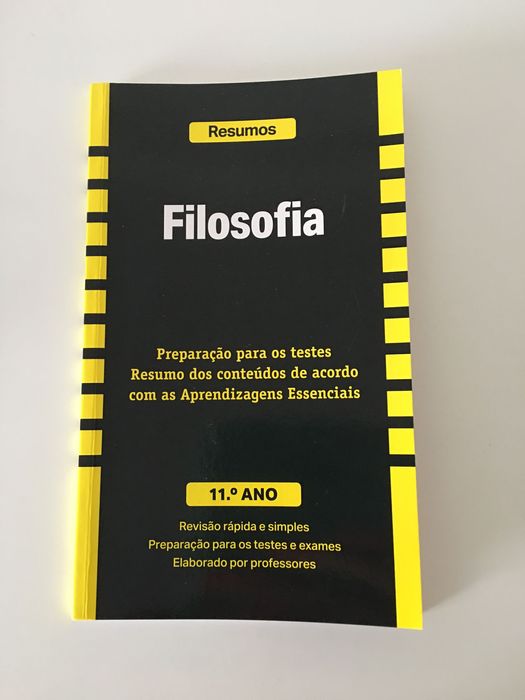 Resumos
Filosofia
Preparação para os testes
Resumo dos conteúdos de acordo
com as Aprendizagens Essenciais
11.º ANO
Revisão rápida e simples
Preparação para os testes e exames
Elaborado por professores